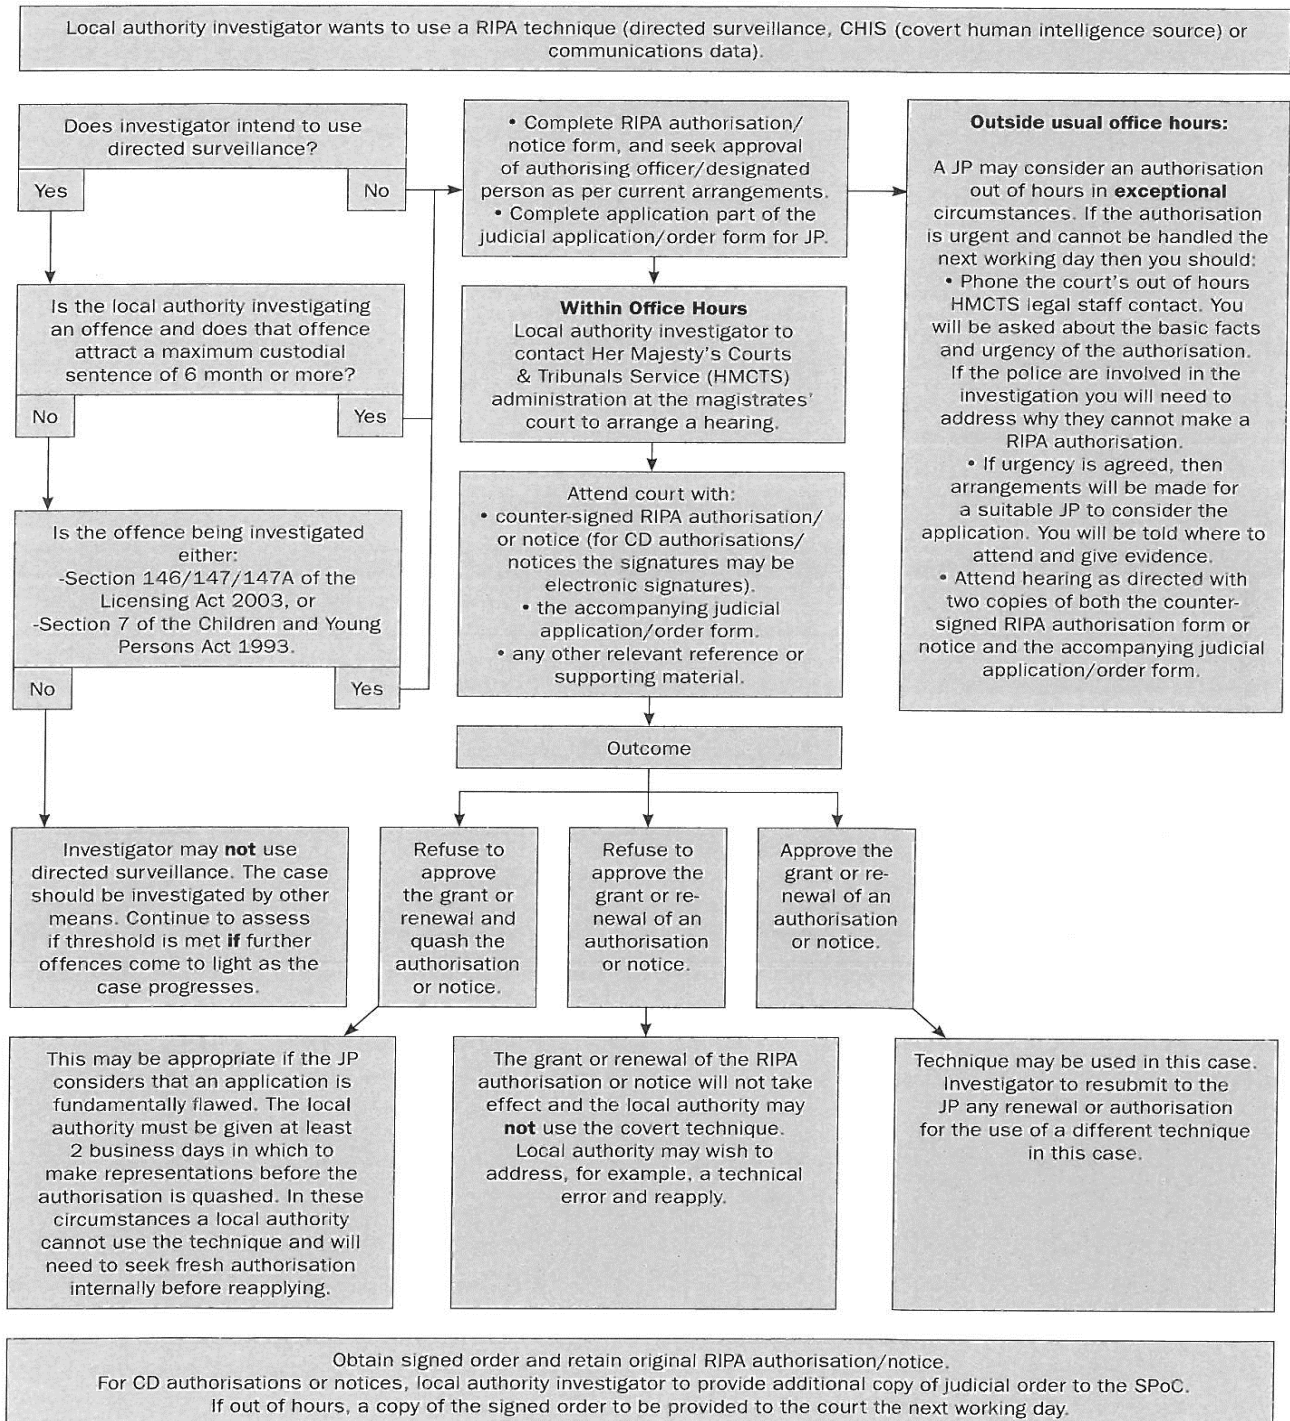 Local authority investigator wants to use a RIPA technique (directed surveillance, CHIS (covert human intelligence source) or
communications data).
Does investigator intend to use
directed surveillance?
Yes
No
Is the local authority investigating
an offence and does that offence
attract a maximum custodial
sentence of 6 month or more?
No
Yes
Is the offence being investigated
either:
-Section 146/147/147A of the
Licensing Act 2003, or
-Section 7 of the Children and Young
Persons Act 1993.
No
Yes
Investigator may not use
directed surveillance. The case
should be investigated by other
means. Continue to assess
if threshold is met if further
offences come to light as the
case progresses.
• Complete RIPA authorisation/
notice form, and seek approval
of authorising officer/designated
person as per current arrangements.
• Complete application part of the
judicial application/order form for JP.
Within Office Hours
Local authority investigator to
contact Her Majesty's Courts
& Tribunals Service (HMCTS)
administration at the magistrates'
court to arrange a hearing.
Attend court with:
• counter-signed RIPA authorisation/
or notice (for CD authorisations/
notices the signatures may be
electronic signatures).
• the accompanying judicial
application/order form.
• any other relevant reference or
supporting material.
Outside usual office hours:
A JP may consider an authorisation
out of hours in exceptional
circumstances. If the authorisation
is urgent and cannot be handled the
next working day then you should:
• Phone the court's out of hours
HMCTS legal staff contact. You
will be asked about the basic facts
and urgency of the authorisation.
If the police are involved in the
investigation you will need to
address why they cannot make a
RIPA authorisation.
• If urgency is agreed, then
arrangements will be made for
a suitable JP to consider the
application. You will be told where to
attend and give evidence.
• Attend hearing as directed with
two copies of both the counter-
signed RIPA authorisation form or
notice and the accompanying judicial
application/order form.
Outcome
Refuse to
approve
the grant or
renewal and
quash the
authorisation
or notice.
Refuse to
approve the
grant or re-
newal of an
authorisation
or notice.
Approve the
grant or re-
newal of an
authorisation
or notice.
This may be appropriate if the JP
considers that an application is
fundamentally flawed. The local
authority must be given at least
2 business days in which to
make representations before the
authorisation is quashed. In these
circumstances a local authority
cannot use the technique and will
need to seek fresh authorisation
internally before reapplying.
The grant or renewal of the RIPA
authorisation or notice will not take
effect and the local authority may
not use the covert technique.
Local authority may wish to
address, for example, a technical
error and reapply.
Technique may be used in this case.
Investigator to resubmit to the
JP any renewal or authorisation
for the use of a different technique
in this case.
Obtain signed order and retain original RIPA authorisation/notice.
For CD authorisations or notices, local authority investigator to provide additional copy of judicial order to the SPoC.
If out of hours, a copy of the signed order to be provided to the court the next working day.